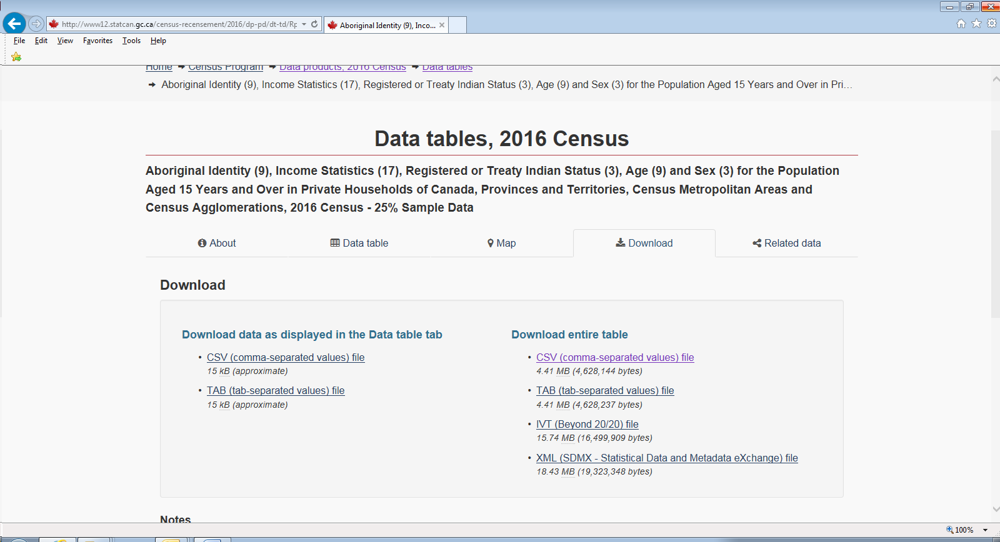 http://www12.statcan.gc.ca/census-recensement/2016/dp-pd/dt-td/Rp
Aboriginal Identity (9), Inco...
File Edit View Favorites Tools Help
Home Census Program Data products, 2016 Census Data tables
Aboriginal Identity (9), Income Statistics (17), Registered or Treaty Indian Status (3), Age (9) and Sex (3) for the Population Aged 15 Years and Over in Pri…
Data tables, 2016 Census
Aboriginal Identity (9), Income Statistics (17), Registered or Treaty Indian Status (3), Age (9) and Sex (3) for the Population
Aged 15 Years and Over in Private Households of Canada, Provinces and Territories, Census Metropolitan Areas and
Census Agglomerations, 2016 Census - 25% Sample Data
About Data table Map Download Related data
Download
Download data as displayed in the Data table tab
• CSV (comma-separated values) file
15 kB (approximate)
• TAB (tab-separated values) file
15 kB (approximate)
Download entire table
• CSV (comma-separated values) file
4.41 MB (4,628,144 bytes)
• TAB (tab-separated values) file
4.41 MB (4,628,237 bytes)
• IVT (Beyond 20/20) file
15.74 MB (16,499,909 bytes)
• XML (SDMX - Statistical Data and Metadata eXchange) file
18.43 MB (19,323,348 bytes)
Notes
100%